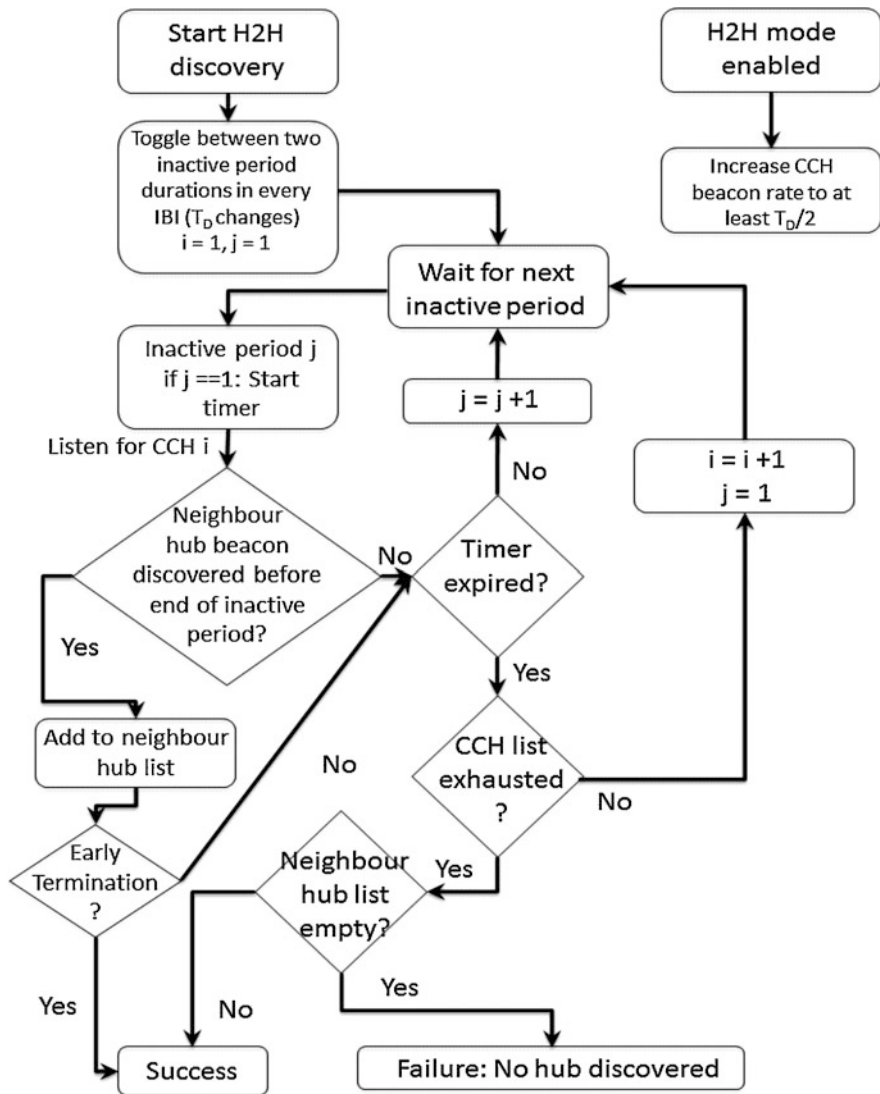 Start H2H
discovery
H2H mode
enabled
Toggle between two
inactive period
durations in every
IBI (T_D changes)
i = 1, j = 1
Increase CCH
beacon rate to at
least T_D/2
Wait for next
inactive period
Inactive period j
if j ==1: Start
timer
j = j +1
Listen for CCH i
i = i +1
j = 1
No
Neighbour
hub beacon
discovered before
end of inactive
period?
No
Timer
expired?
Yes
Yes
Add to neighbour
hub list
No
CCH list
exhausted
?
No
Early
Termination
?
Neighbour
hub list
empty?
Yes
Yes
No
Yes
Success
Failure: No hub discovered